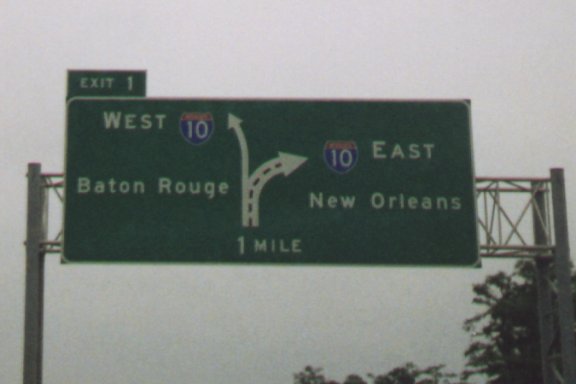 EXIT 1
WEST 10
Baton Rouge
10 EAST
New Orleans
1 MILE